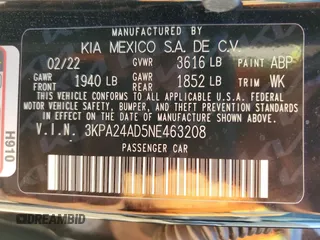 MANUFACTURED BY
KIA MEXICO S.A. DE C.V.
02/22 GVWR 3616 LB PAINT ABP
GAWR FRONT 1940 LB GAWR REAR 1852 LB TRIM WK
THIS VEHICLE CONFORMS TO ALL APPLICABLE U.S. FEDERAL MOTOR VEHICLE
SAFETY, BUMPER, AND THEFT PREVENTION STANDARDS
IN EFFECT ON THE DATE OF MANUFACTURE SHOWN ABOVE.
V.I.N. 3KPA24AD5NE463208
PASSENGER CAR
H910
DREAMBID